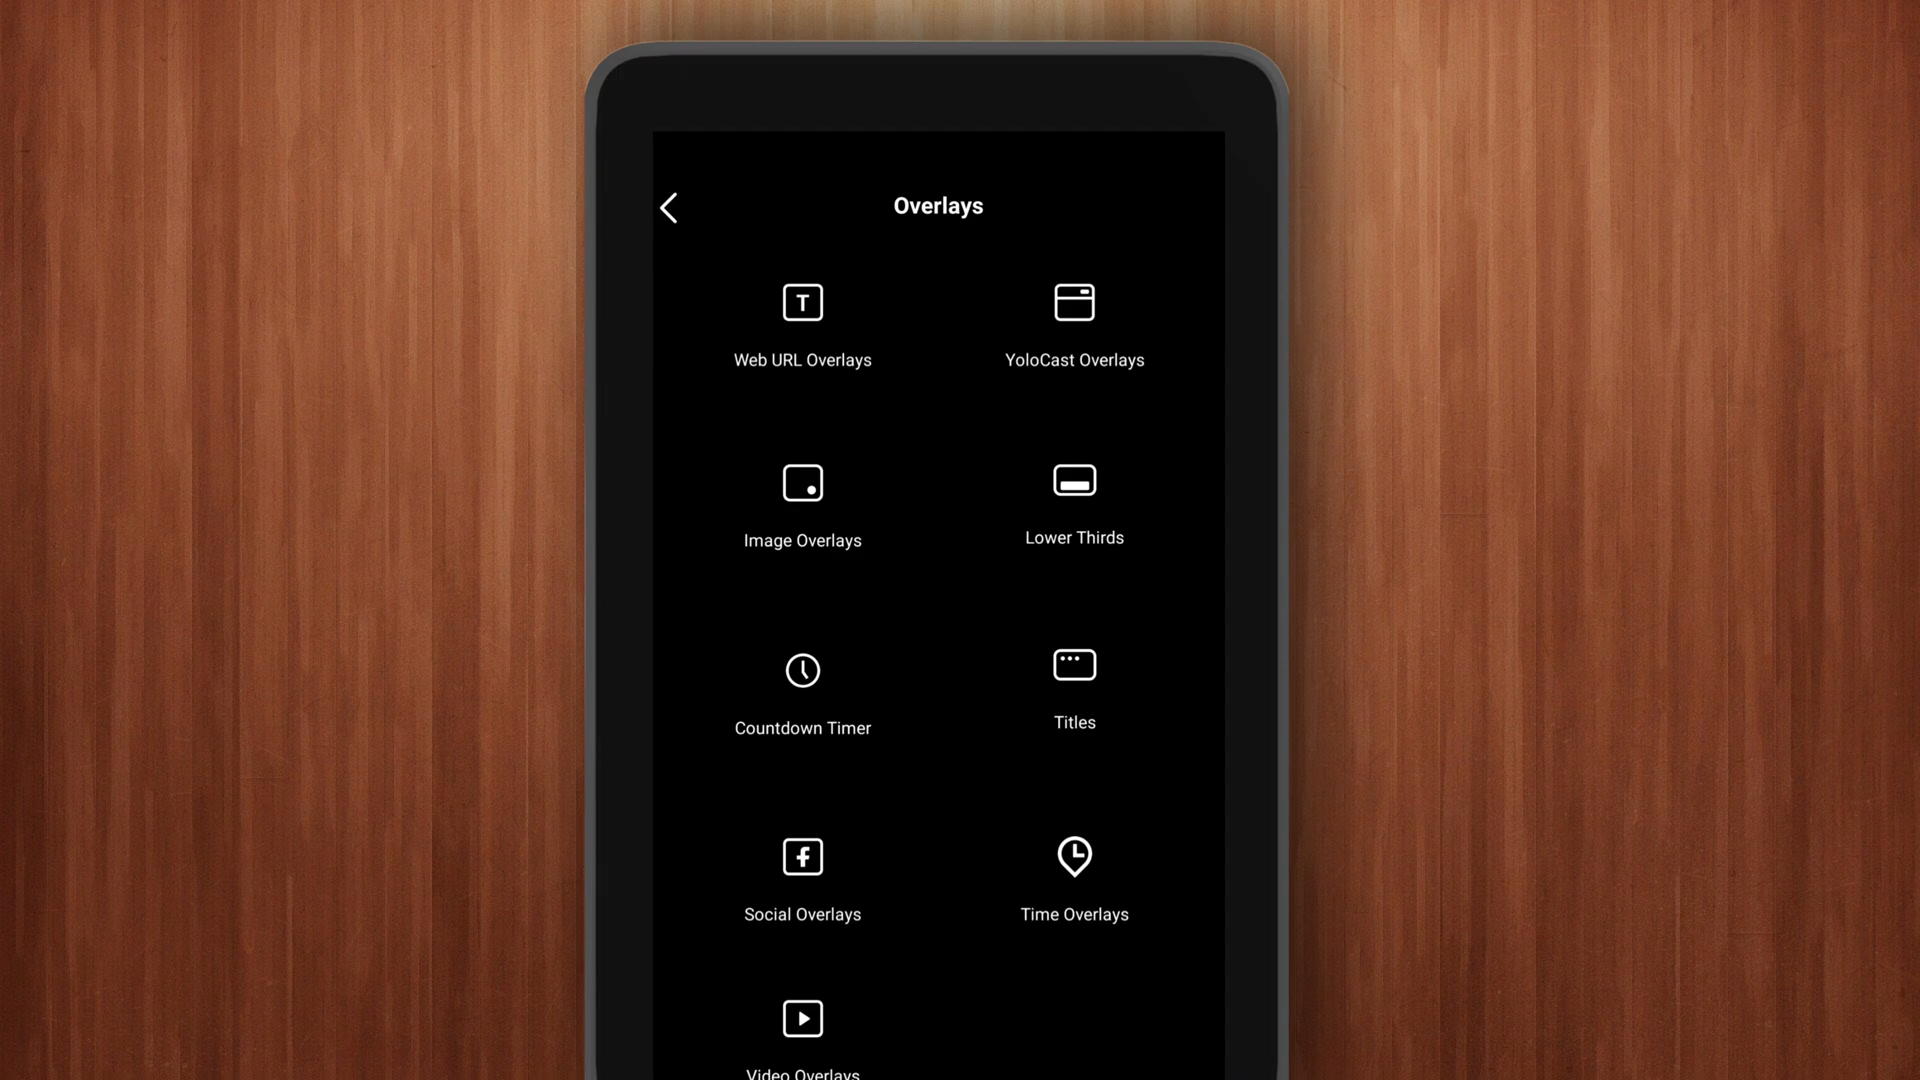 Overlays
T
Web URL Overlays
YoloCast Overlays
Image Overlays
Lower Thirds
Countdown Timer
Titles
f
Social Overlays
Time Overlays
Video Overlays